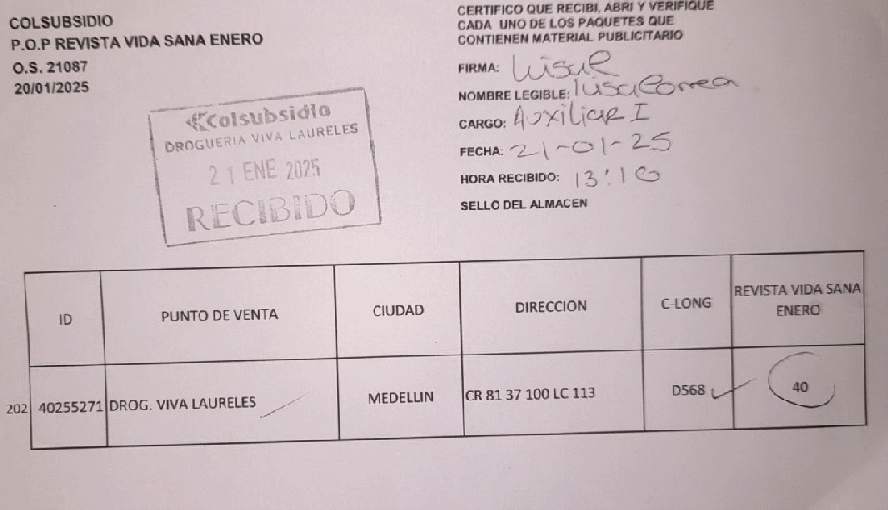 COLSUBSIDIO
P.O.P REVISTA VIDA SANA ENERO
O.S. 21087
20/01/2025
CERTIFICO QUE RECIBI, ABRI Y VERIFIQUE
CADA UNO DE LOS PAQUETES QUE
CONTIENEN MATERIAL PUBLICITARIO
FIRMA:
NOMBRE LEGIBLE: luisa Correa
CARGO: Auxiliar I
FECHA: 21-01-25
HORA RECIBIDO: 13:10
SELLO DEL ALMACEN
Colsubsidio
DROGUERIA VIVA LAURELES
21 ENE 2025
RECIBIDO
ID PUNTO DE VENTA CIUDAD DIRECCION C-LONG REVISTA VIDA SANA
ENERO
202 40255271 DROG. VIVA LAURELES MEDELLIN CR 81 37 100 LC 113 D568 40